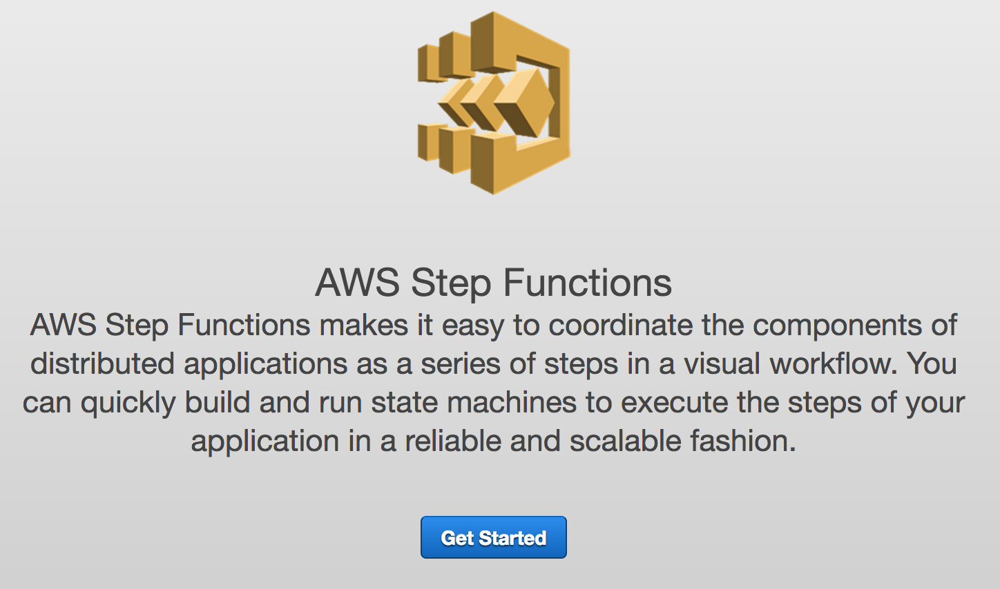 AWS Step Functions
AWS Step Functions makes it easy to coordinate the components of
distributed applications as a series of steps in a visual workflow. You
can quickly build and run state machines to execute the steps of your
application in a reliable and scalable fashion.
Get Started